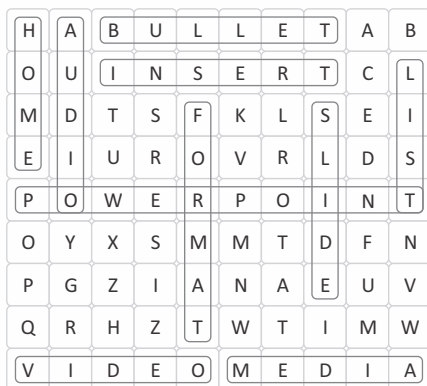 H A B U L L E T A B
O U I N S E R T C L
M D T S F K L S E I
E I U R O V R L D S
P O W E R P O I N T
O Y X S M M T D F N
P G Z I A N A E U V
Q R H Z T W T I M W
V I D E O M E D I A